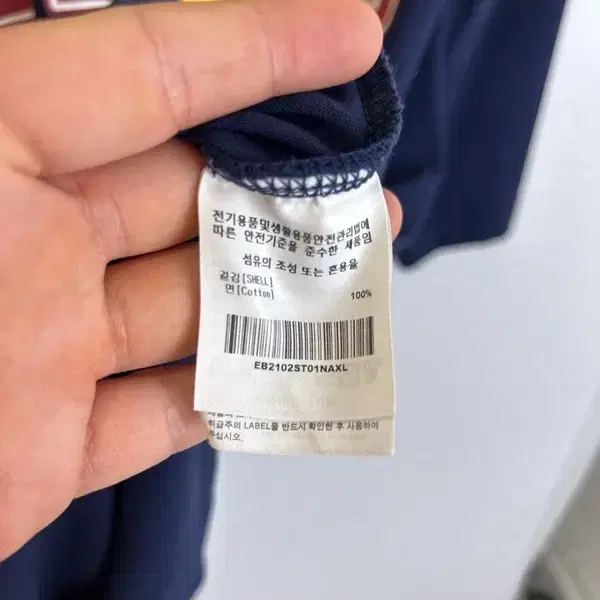 전기용품및생활용품안전관리법에
따른 안전기준을 준수한 제품임
섬유의 조성 또는 혼용율
겉감[SHELL]
면[Cotton] 100%
EB2102ST01NAXL
취급주의 LABEL을 반드시 확인한 후 사용하여
주십시오.